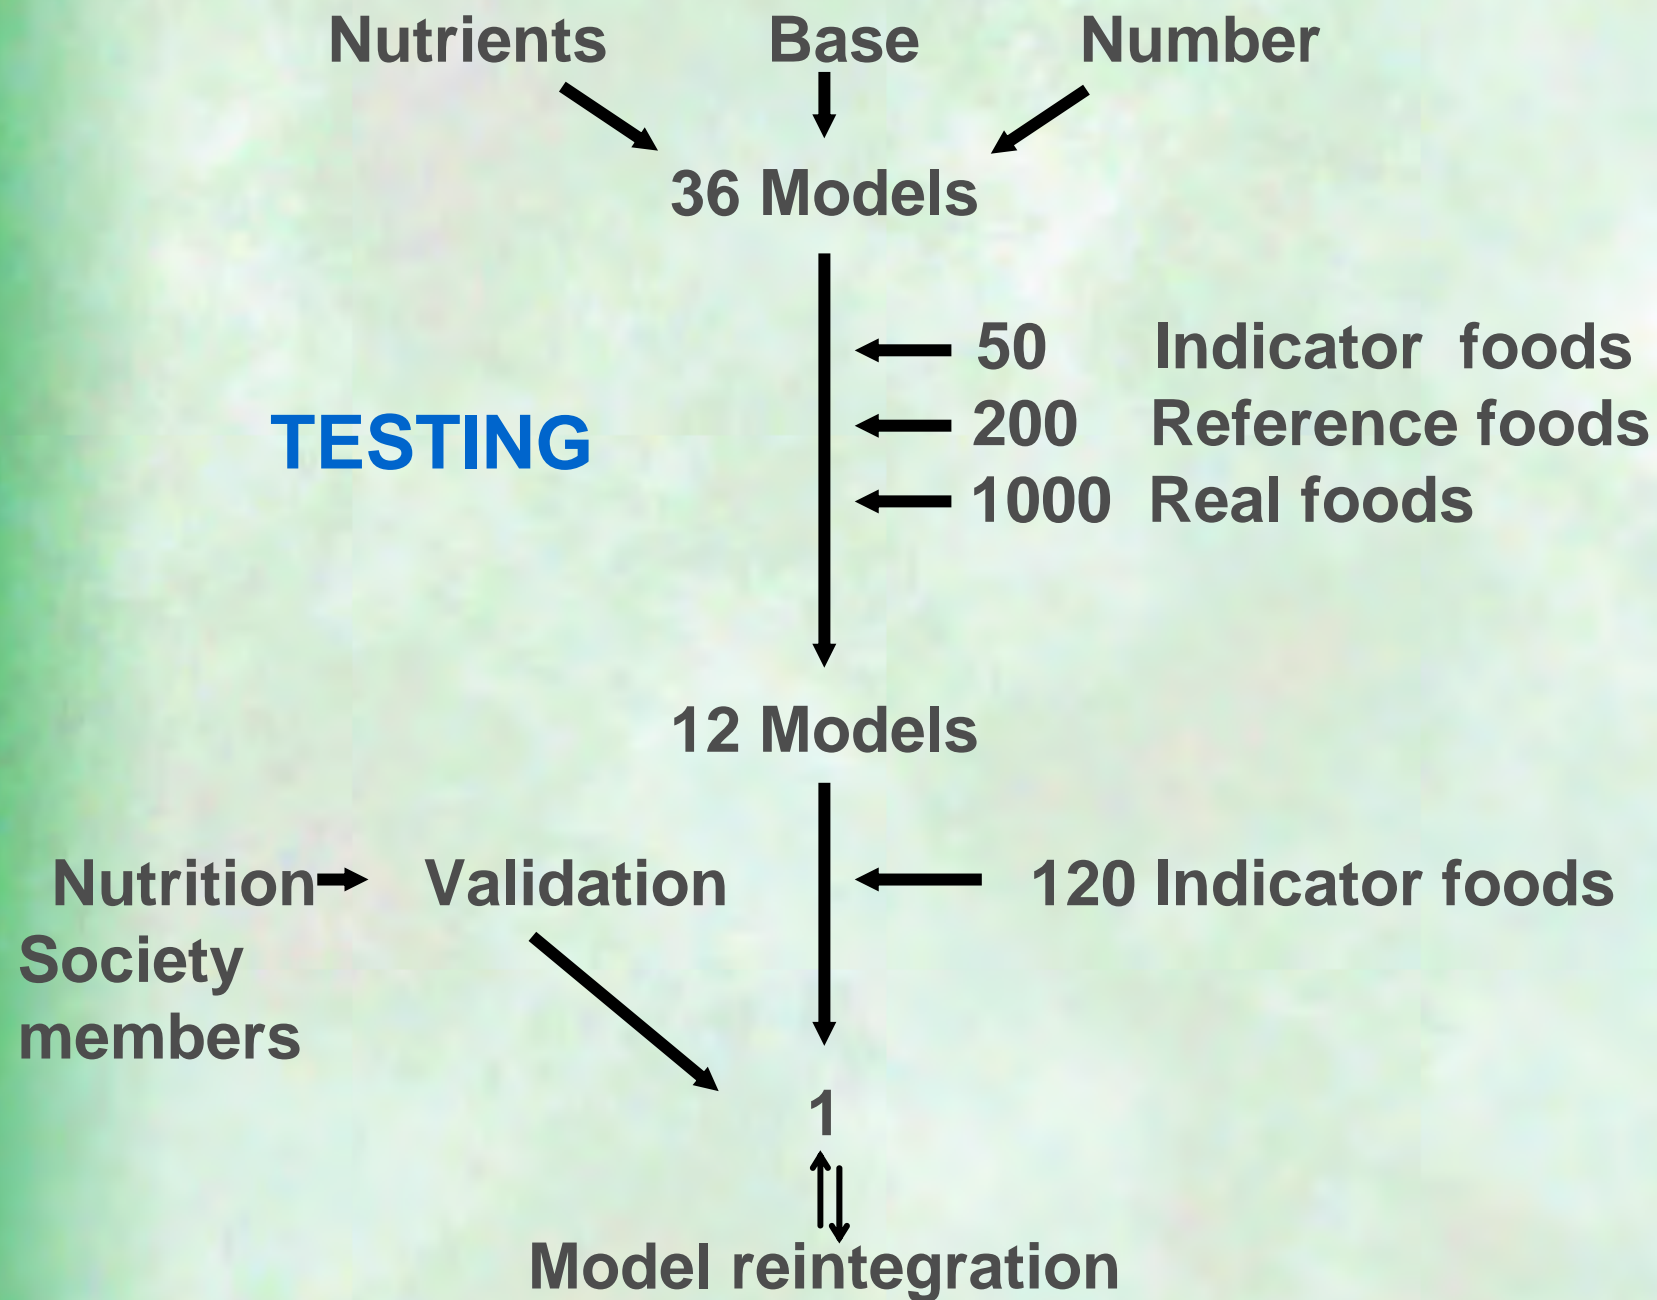 Nutrients Base Number
36 Models
50 Indicator foods
TESTING
200 Reference foods
1000 Real foods
12 Models
Nutrition Validation 120 Indicator foods
Society
members
1
Model reintegration